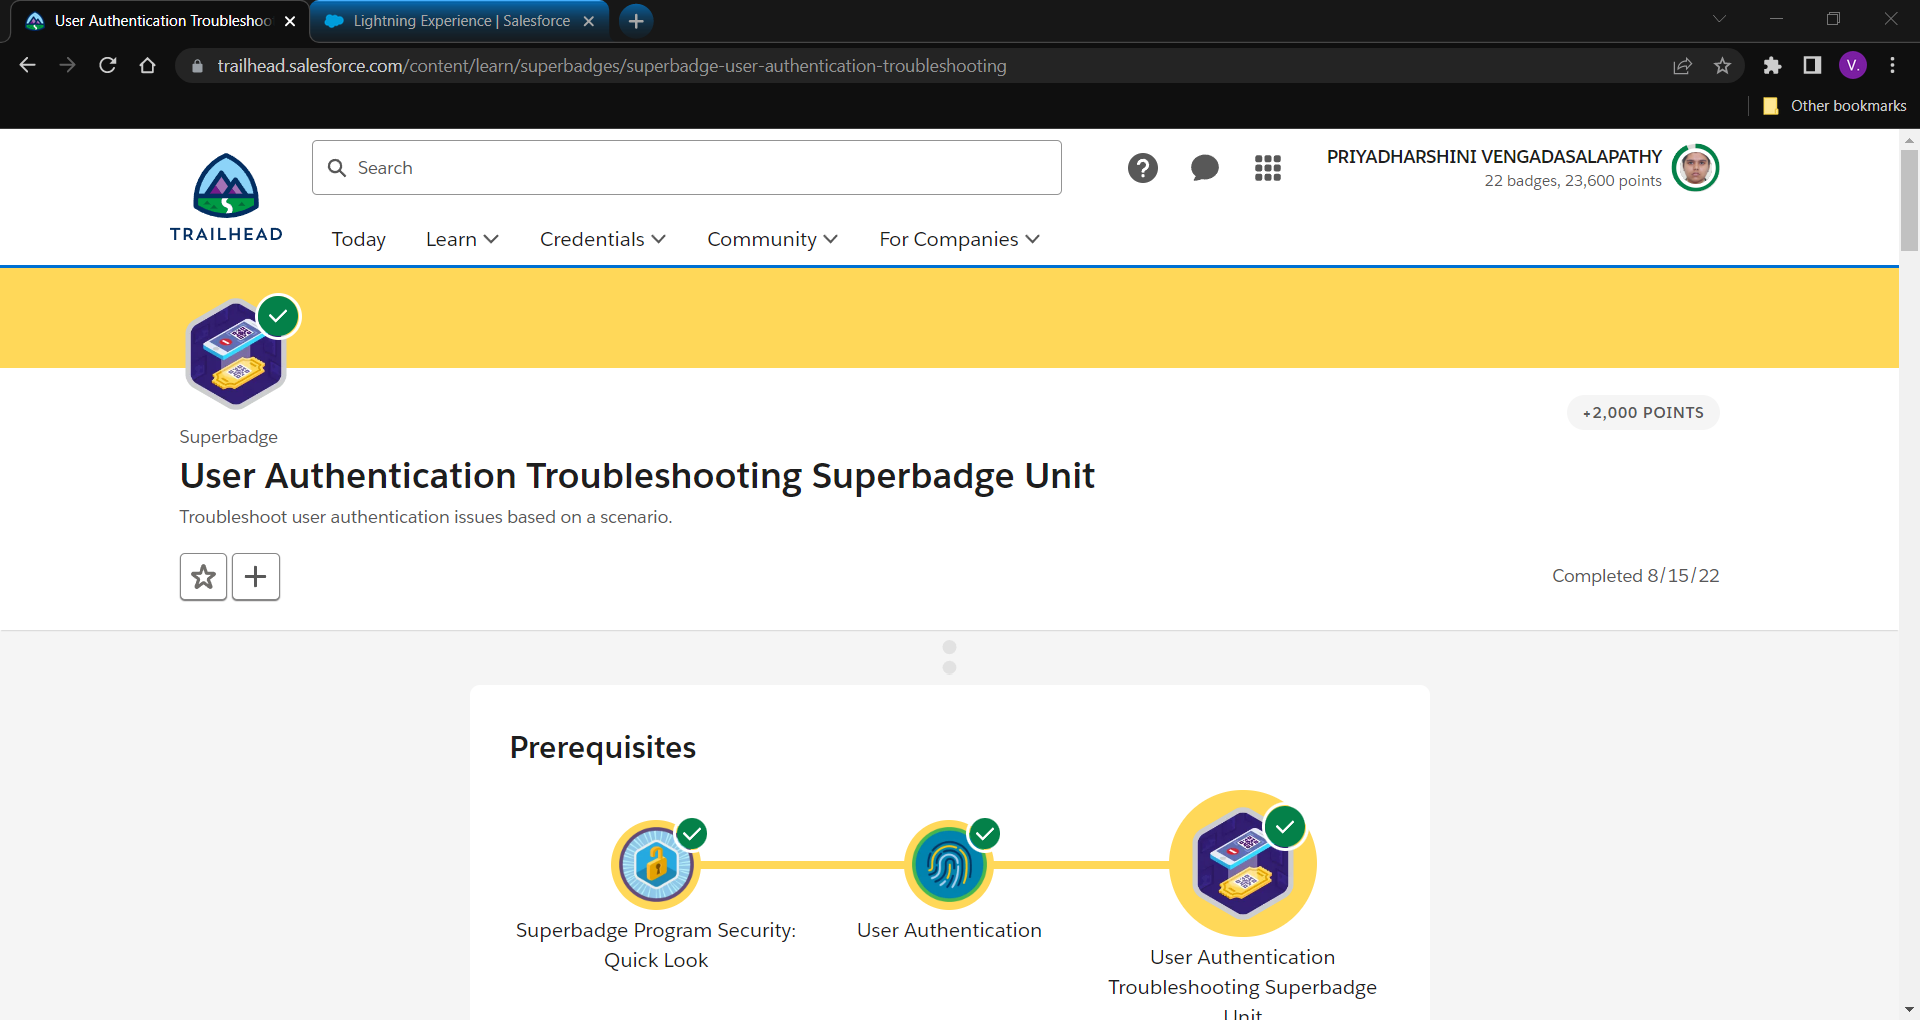 User Authentication Troubleshoo
Lightning Experience | Salesforce
trailhead.salesforce.com/content/learn/superbadges/superbadge-user-authentication-troubleshooting
V.
Other bookmarks
TRAILHEAD
Search
?
PRIYADHARSHINI VENGADASALAPATHY
22 badges, 23,600 points
Today
Learn
Credentials
Community
For Companies
+2,000 POINTS
Superbadge
User Authentication Troubleshooting Superbadge Unit
Troubleshoot user authentication issues based on a scenario.
Completed 8/15/22
Prerequisites
Superbadge Program Security:
Quick Look
User Authentication
User Authentication
Troubleshooting Superbadge
Unit